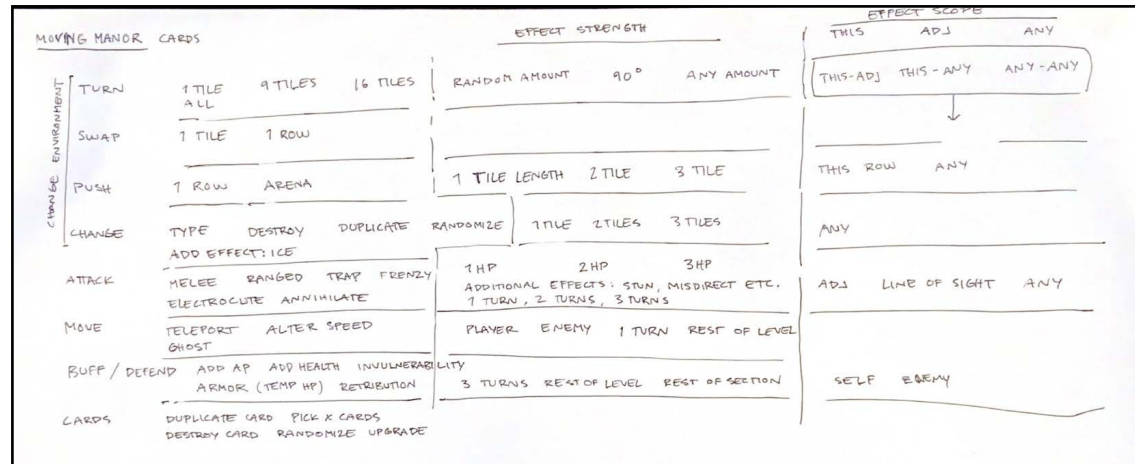 MOVING MANOR CARDS
EFFECT STRENGTH
EFFECT SCOPE
THIS ADJ ANY
CHANGE ENVIRONMENT
TURN 1 TILE 9 TILES 16 TILES RANDOM AMOUNT 90° ANY AMOUNT THIS-ADJ THIS-ANY ANY-ANY
ALL
SWAP 1 TILE 1 ROW
PUSH 1 ROW ARENA 1 TILE LENGTH 2 TILE 3 TILE THIS ROW ANY
CHANGE TYPE DESTROY DUPLICATE RANDOMIZE 1 TILE 2 TILES 3 TILES ANY
ADD EFFECT: ICE
ATTACK MELEE RANGED TRAP FRENZY 1 HP 2 HP 3 HP ADJ LINE OF SIGHT ANY
ELECTROCUTE ANNIHILATE ADDITIONAL EFFECTS: STUN, MISDIRECT ETC.
1 TURN, 2 TURNS, 3 TURNS
MOVE TELEPORT ALTER SPEED PLAYER ENEMY 1 TURN REST OF LEVEL
GHOST
BUFF / DEFEND ADD AP ADD HEALTH INVULNERABILITY
ARMOR (TEMP HP) RETRIBUTION 3 TURNS REST OF LEVEL REST OF SECTION SELF ENEMY
CARDS DUPLICATE CARD PICK X CARDS
DESTROY CARD RANDOMIZE UPGRADE